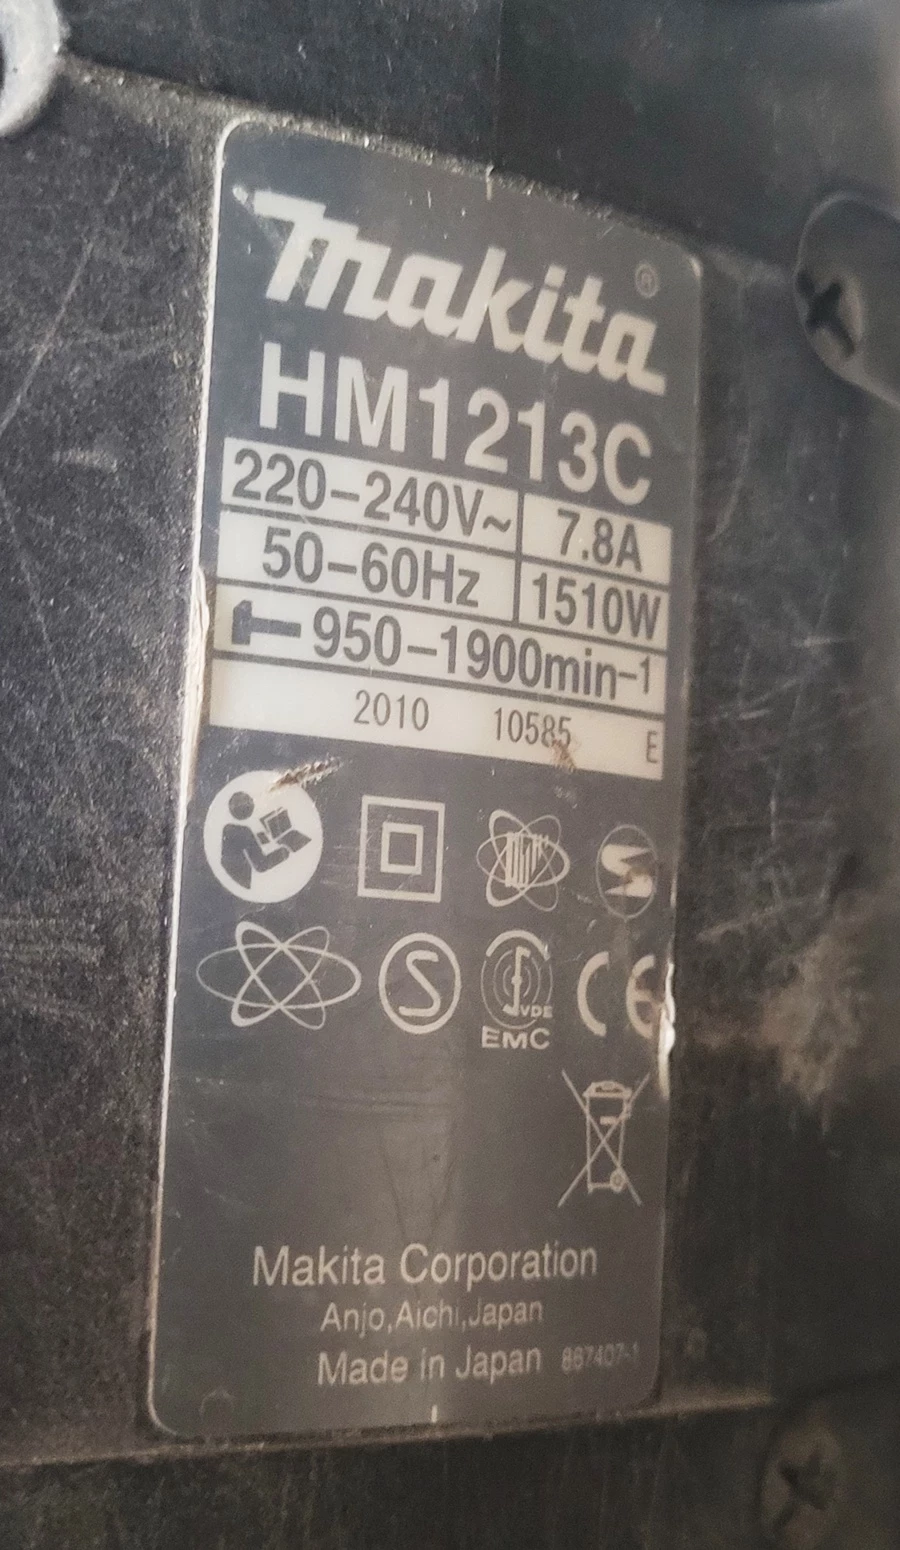 makita®
HM1213C
220–240V~ 7.8A
50–60Hz 1510W
950–1900min⁻¹
2010 10585 E
S
VDE
EMC
CE
Makita Corporation
Anjo,Aichi,Japan
Made in Japan 867407-1